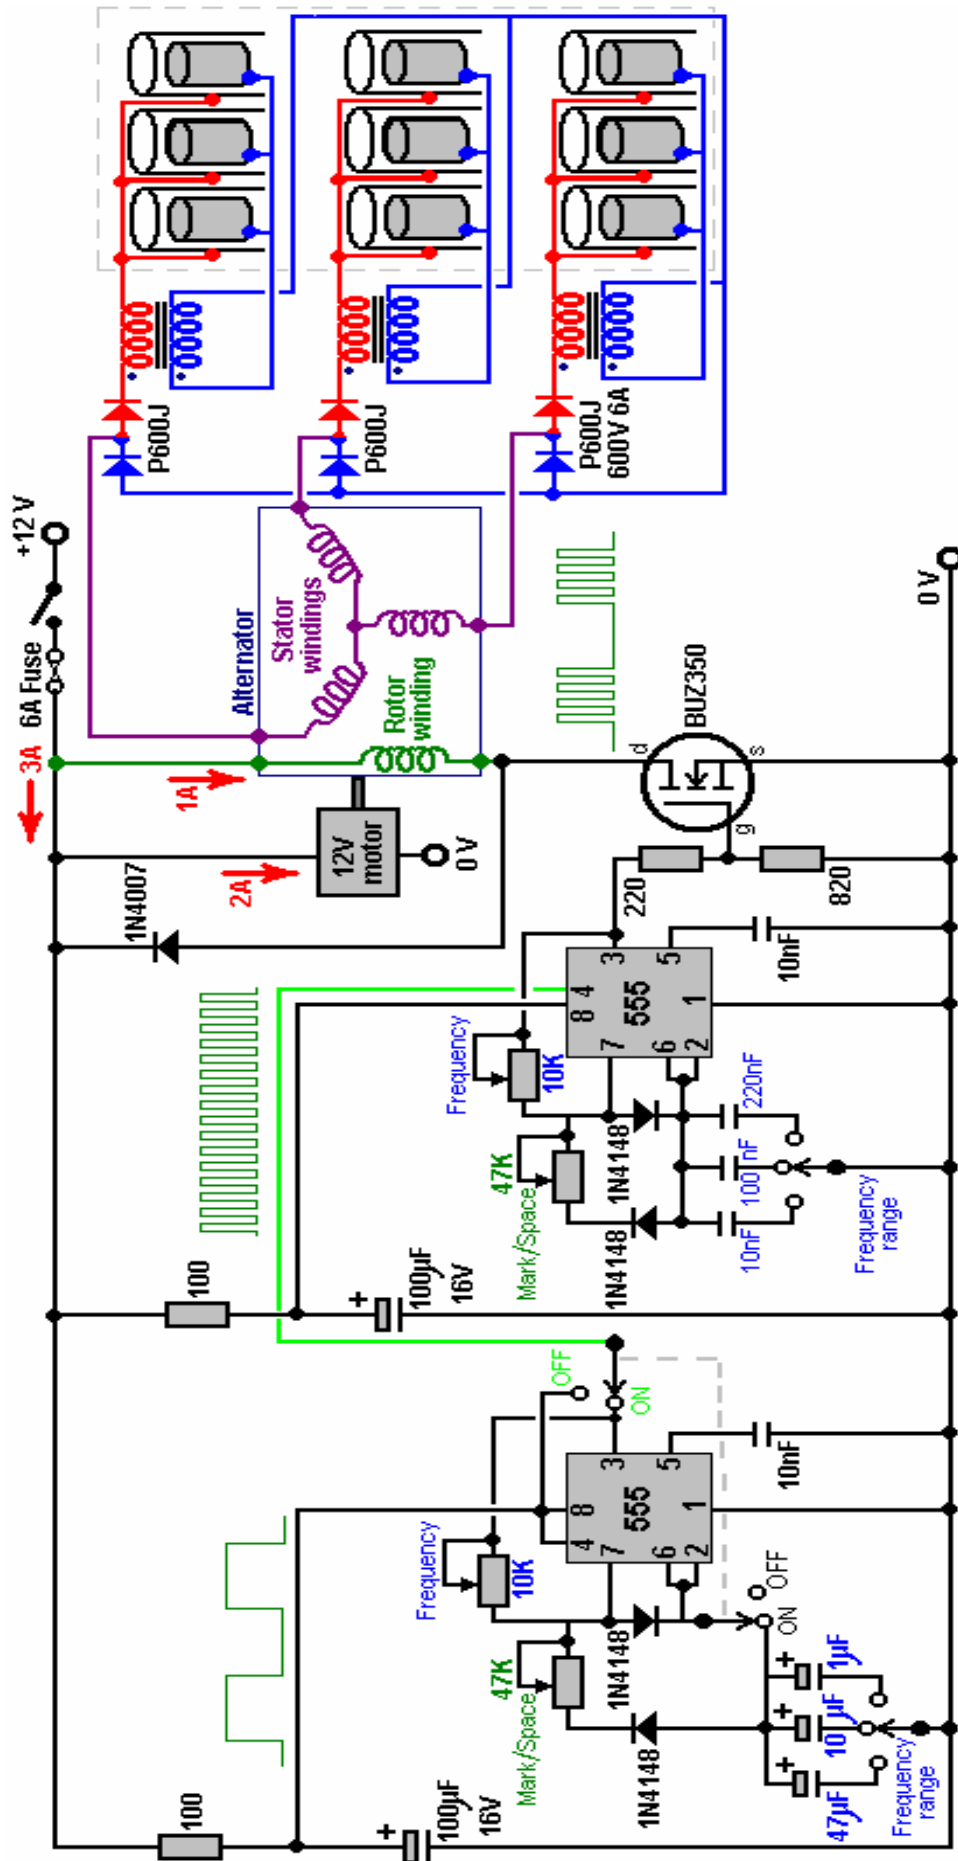 +12 V
6A Fuse
3A
1A
2A
Alternator
Stator
windings
Rotor
winding
12V
motor
0 V
1N4007
P600J
P600J
P600J
600V 6A
BUZ350
d
g
s
220
820
0 V
100
+
100µF
16V
Frequency
10K
47K
Mark/Space
1N4148
1N4148
555
8
4
7
3
6
2
5
1
10nF
10nF
100 nF
220nF
Frequency
range
100
+
100µF
16V
Frequency
10K
47K
Mark/Space
1N4148
1N4148
555
4
8
7
3
6
2
5
1
10nF
OFF
ON
OFF
ON
+
47µF
+
10 µF
+
1µF
Frequency
range